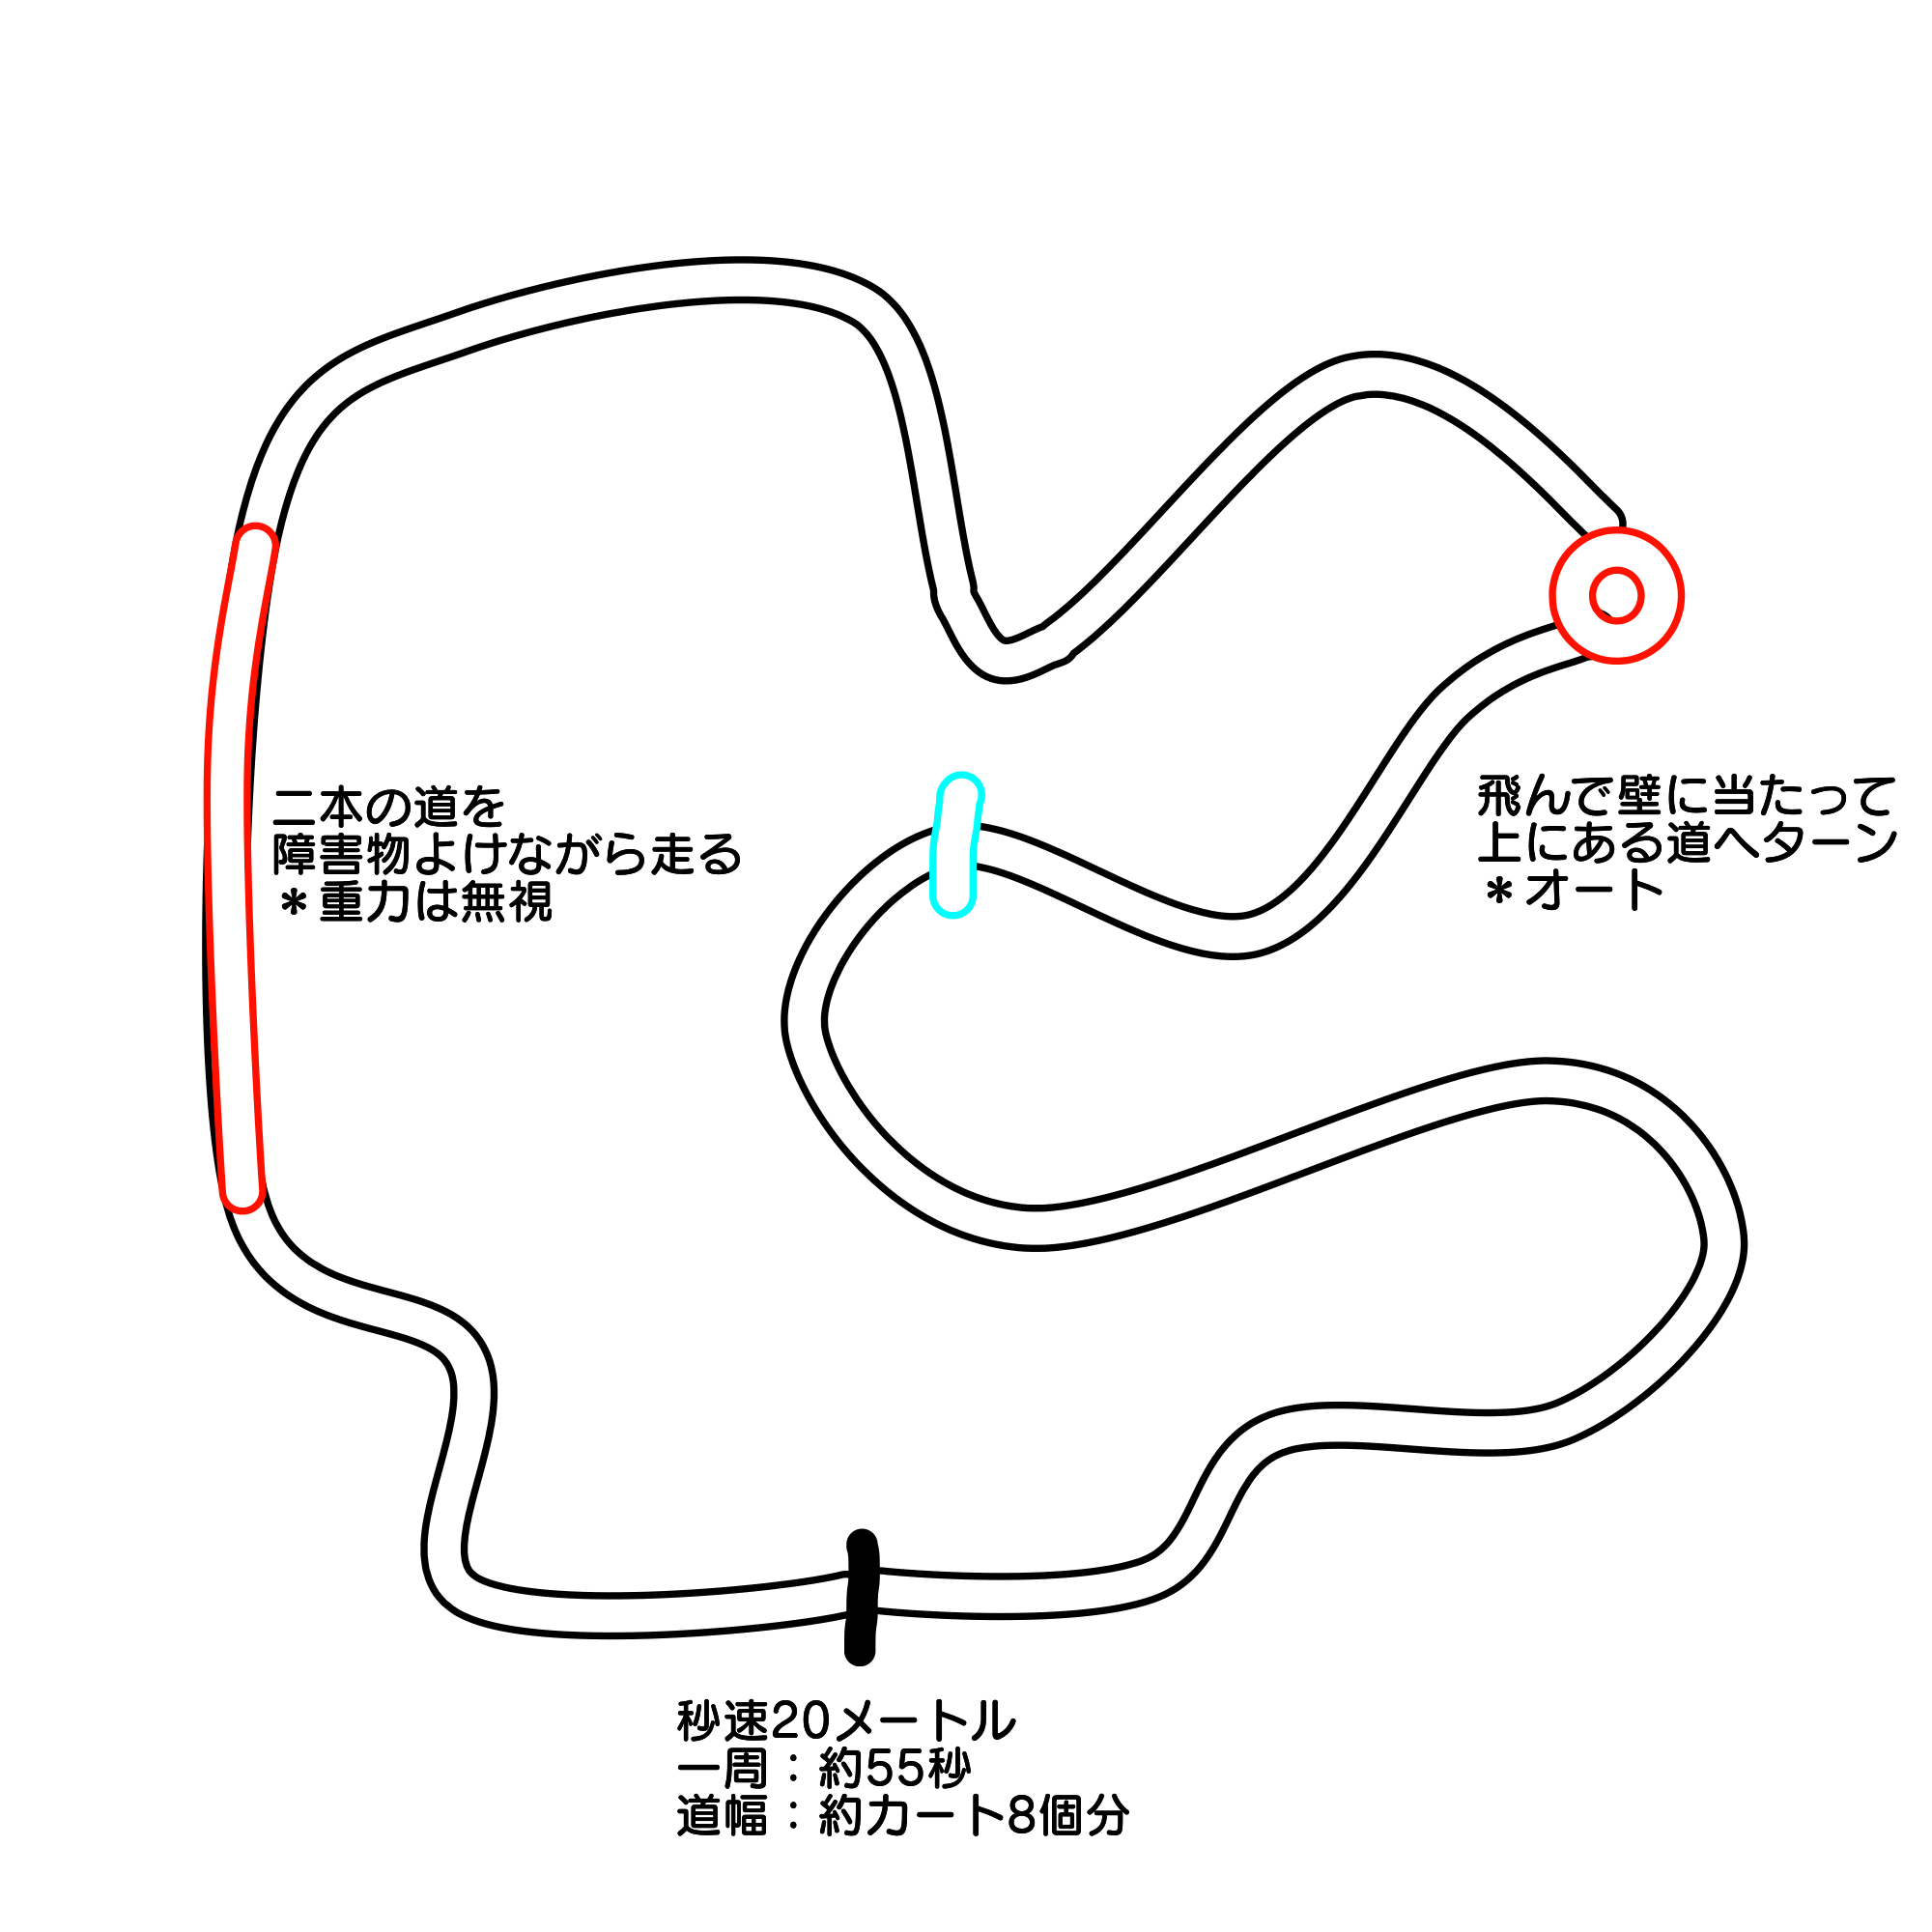 二本の道を
障害物よけながら走る
*重力は無視
飛んで壁に当たって
上にある道へターン
*オート
秒速20メートル
一周：約55秒
道幅：約カート8個分